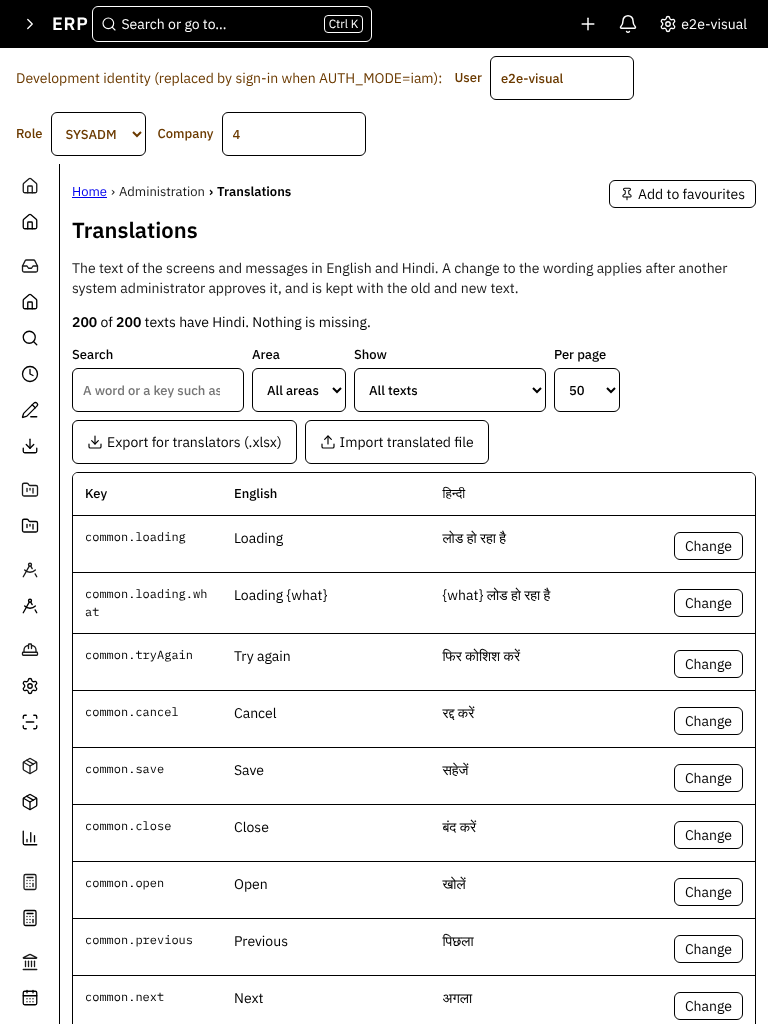 ERP Search or go to... Ctrl K e2e-visual
Development identity (replaced by sign-in when AUTH_MODE=iam): User e2e-visual
Role SYSADM Company 4
Home › Administration › Translations Add to favourites
Translations
The text of the screens and messages in English and Hindi. A change to the wording applies after another
system administrator approves it, and is kept with the old and new text.
200 of 200 texts have Hindi. Nothing is missing.
Search Area Show Per page
A word or a key such as All areas All texts 50
Export for translators (.xlsx) Import translated file
Key English हिन्दी
common.loading Loading लोड हो रहा है Change
common.loading.wh Loading {what} {what} लोड हो रहा है Change
at
common.tryAgain Try again फिर कोशिश करें Change
common.cancel Cancel रद्द करें Change
common.save Save सहेजें Change
common.close Close बंद करें Change
common.open Open खोलें Change
common.previous Previous पिछला Change
common.next Next अगला Change